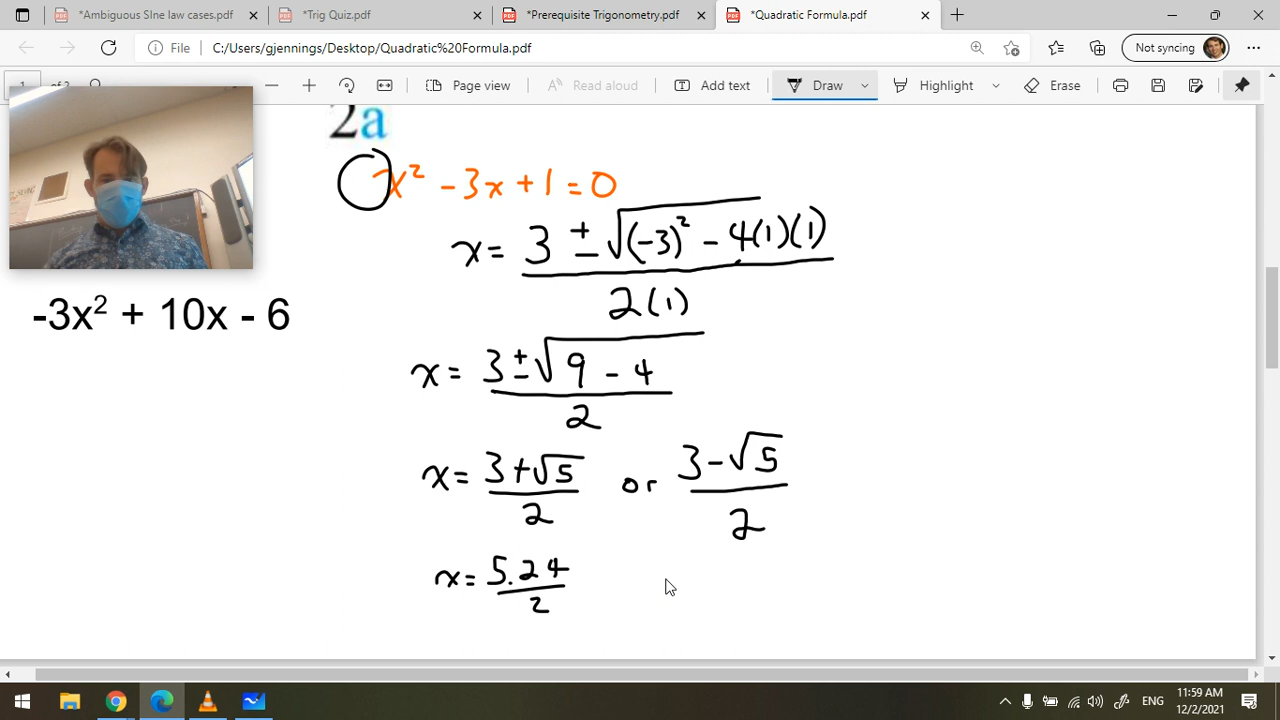 *Ambiguous SIne law cases.pdf
*Trig Quiz.pdf
*Prerequisite Trigonometry.pdf
*Quadratic Formula.pdf
File C:/Users/gjennings/Desktop/Quadratic%20Formula.pdf
Not syncing
1 of 2
Page view
Read aloud
Add text
Draw
Highlight
Erase
2a
x² - 3x + 1 = 0
x = 3 ± √(-3)² - 4(1)(1)
2(1)
-3x² + 10x - 6
x = 3 ± √9 - 4
2
x = 3 + √5 or 3 - √5
2 2
x = 5.24
2
ENG
11:59 AM
12/2/2021